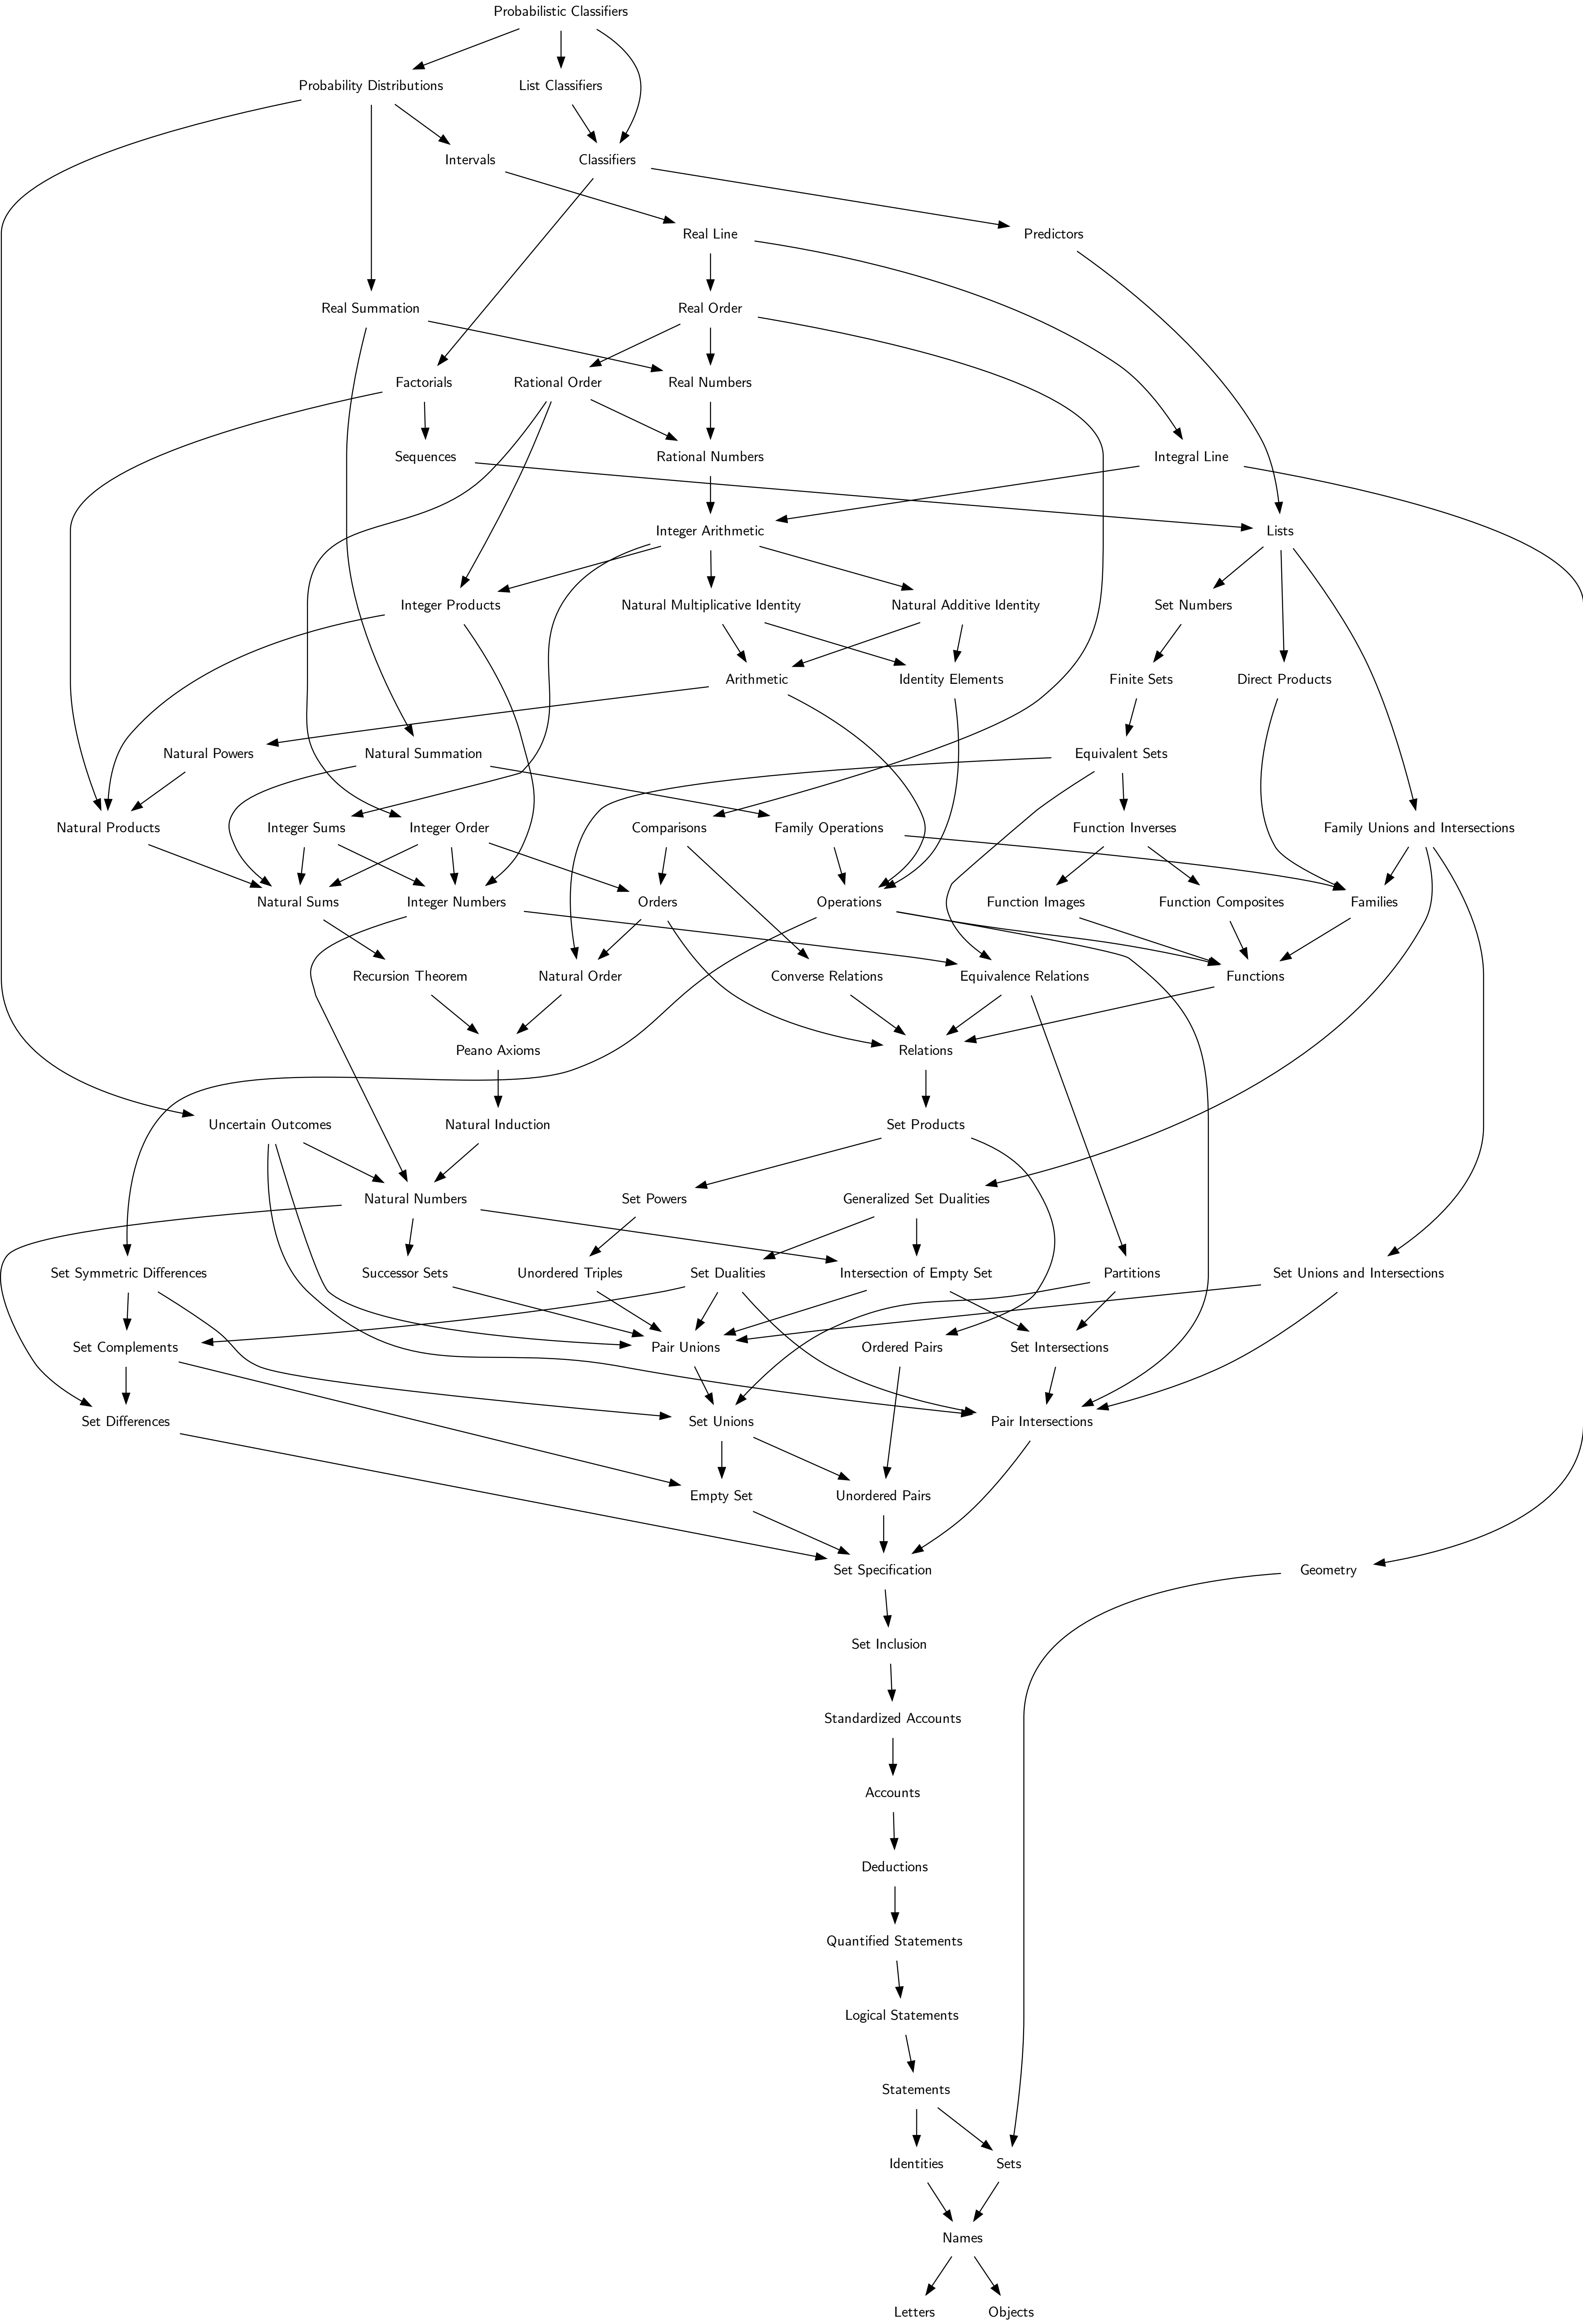 Probabilistic Classifiers
Probability Distributions
List Classifiers
Intervals
Classifiers
Real Line
Predictors
Real Summation
Real Order
Factorials
Rational Order
Real Numbers
Sequences
Rational Numbers
Integral Line
Integer Arithmetic
Lists
Integer Products
Natural Multiplicative Identity
Natural Additive Identity
Set Numbers
Arithmetic
Identity Elements
Finite Sets
Direct Products
Natural Powers
Natural Summation
Equivalent Sets
Natural Products
Integer Sums
Integer Order
Comparisons
Family Operations
Function Inverses
Family Unions and Intersections
Natural Sums
Integer Numbers
Orders
Operations
Function Images
Function Composites
Families
Recursion Theorem
Natural Order
Converse Relations
Equivalence Relations
Functions
Peano Axioms
Relations
Uncertain Outcomes
Natural Induction
Set Products
Natural Numbers
Set Powers
Generalized Set Dualities
Set Symmetric Differences
Successor Sets
Unordered Triples
Set Dualities
Intersection of Empty Set
Partitions
Set Unions and Intersections
Set Complements
Pair Unions
Ordered Pairs
Set Intersections
Set Differences
Set Unions
Pair Intersections
Empty Set
Unordered Pairs
Set Specification
Geometry
Set Inclusion
Standardized Accounts
Accounts
Deductions
Quantified Statements
Logical Statements
Statements
Identities
Sets
Names
Letters
Objects